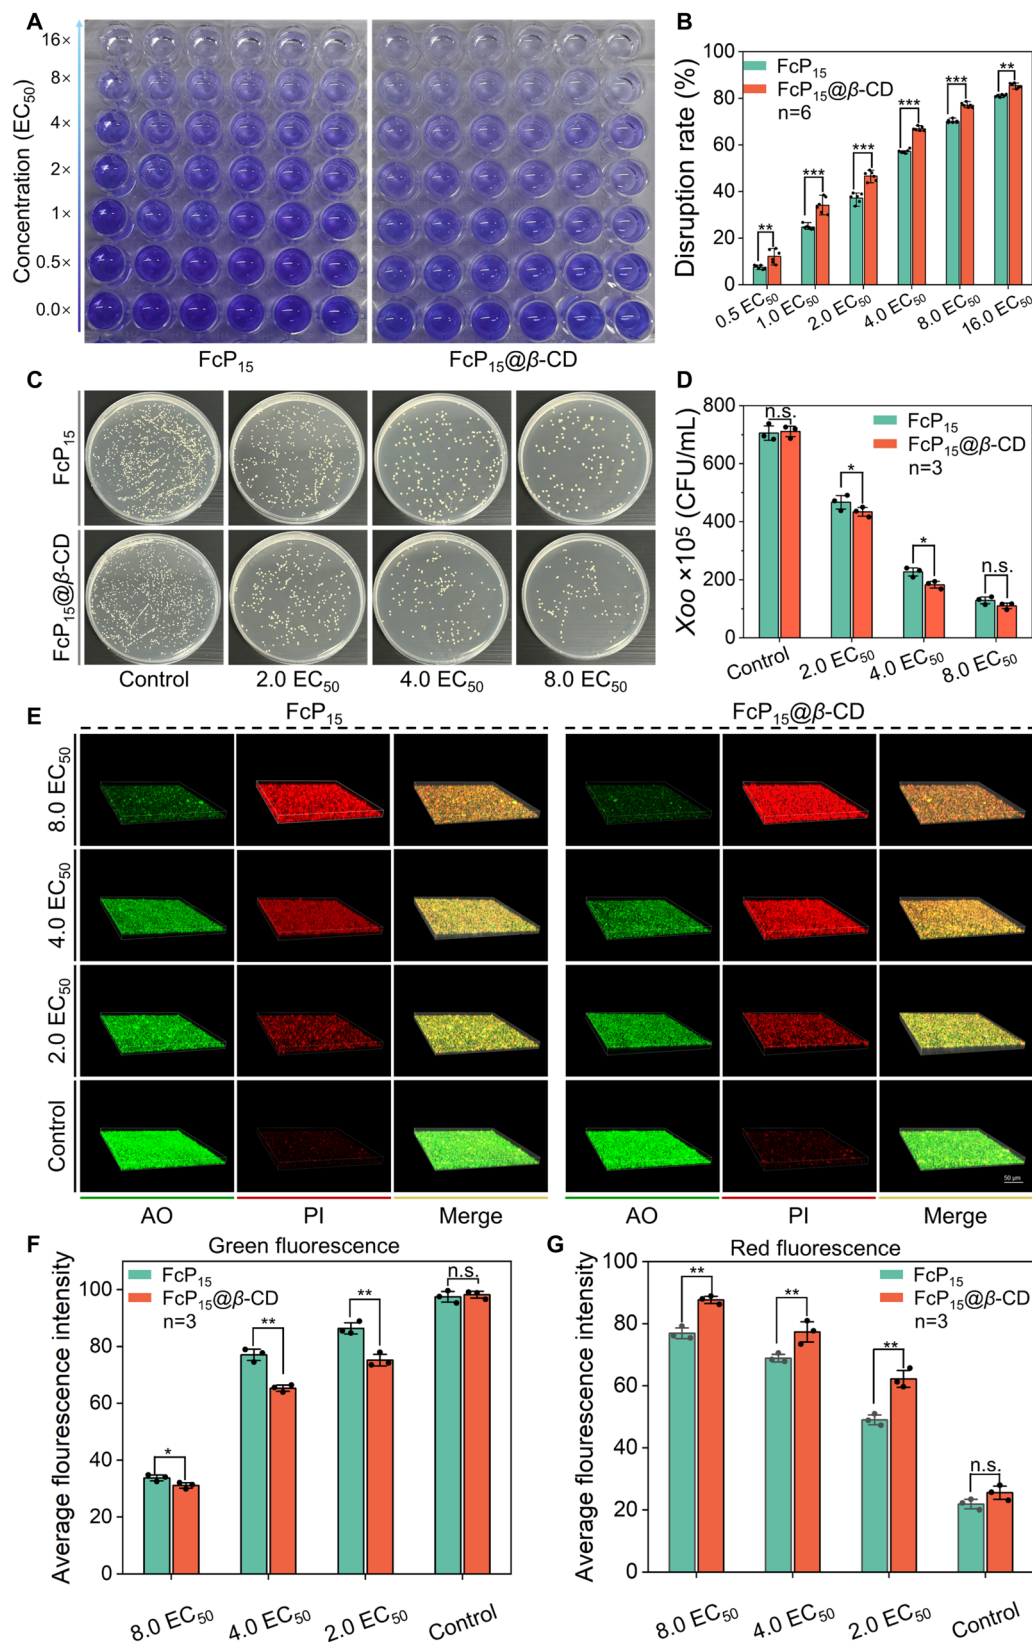 A
Concentration (EC50)
16×
8×
4×
2×
1×
0.5×
0.0×
FcP15
FcP15@β-CD
B
Disruption rate (%)
100
80
60
40
20
0
FcP15
FcP15@β-CD
n=6
**
***
***
***
***
**
0.5 EC50
1.0 EC50
2.0 EC50
4.0 EC50
8.0 EC50
16.0 EC50
C
FcP15
FcP15@β-CD
Control
2.0 EC50
4.0 EC50
8.0 EC50
D
Xoo ×10⁵ (CFU/mL)
800
600
400
200
0
FcP15
FcP15@β-CD
n=3
n.s.
*
*
n.s.
Control
2.0 EC50
4.0 EC50
8.0 EC50
E
FcP15
FcP15@β-CD
8.0 EC50
4.0 EC50
2.0 EC50
Control
50 μm
AO
PI
Merge
AO
PI
Merge
F
Green fluorescence
Average flourescence intensity
100
80
60
40
20
0
FcP15
FcP15@β-CD
n=3
*
**
**
n.s.
8.0 EC50
4.0 EC50
2.0 EC50
Control
G
Red fluorescence
Average flourescence intensity
100
80
60
40
20
0
FcP15
FcP15@β-CD
n=3
**
**
**
n.s.
8.0 EC50
4.0 EC50
2.0 EC50
Control